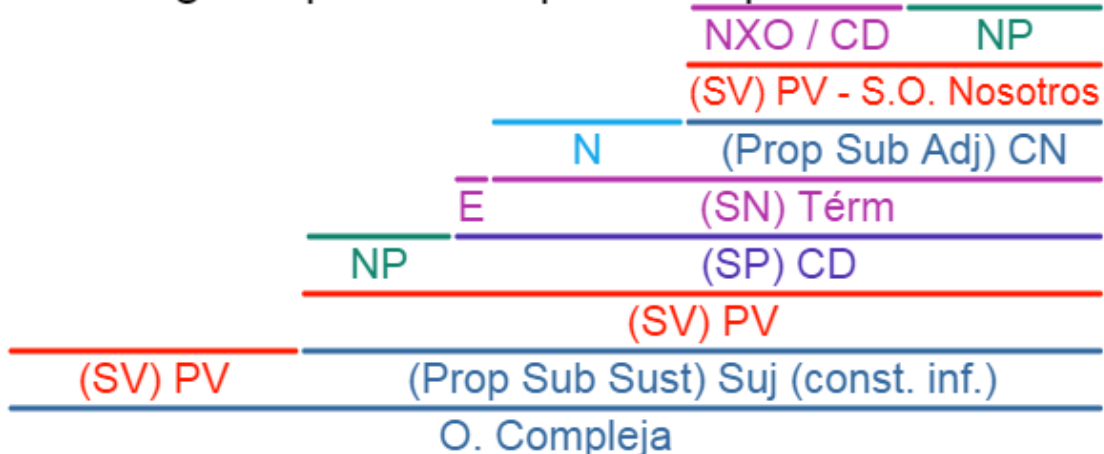 NXO / CD NP
(SV) PV - S.O. Nosotros
N (Prop Sub Adj) CN
E (SN) Térm
NP (SP) CD
(SV) PV
(SV) PV (Prop Sub Sust) Suj (const. inf.)
O. Compleja